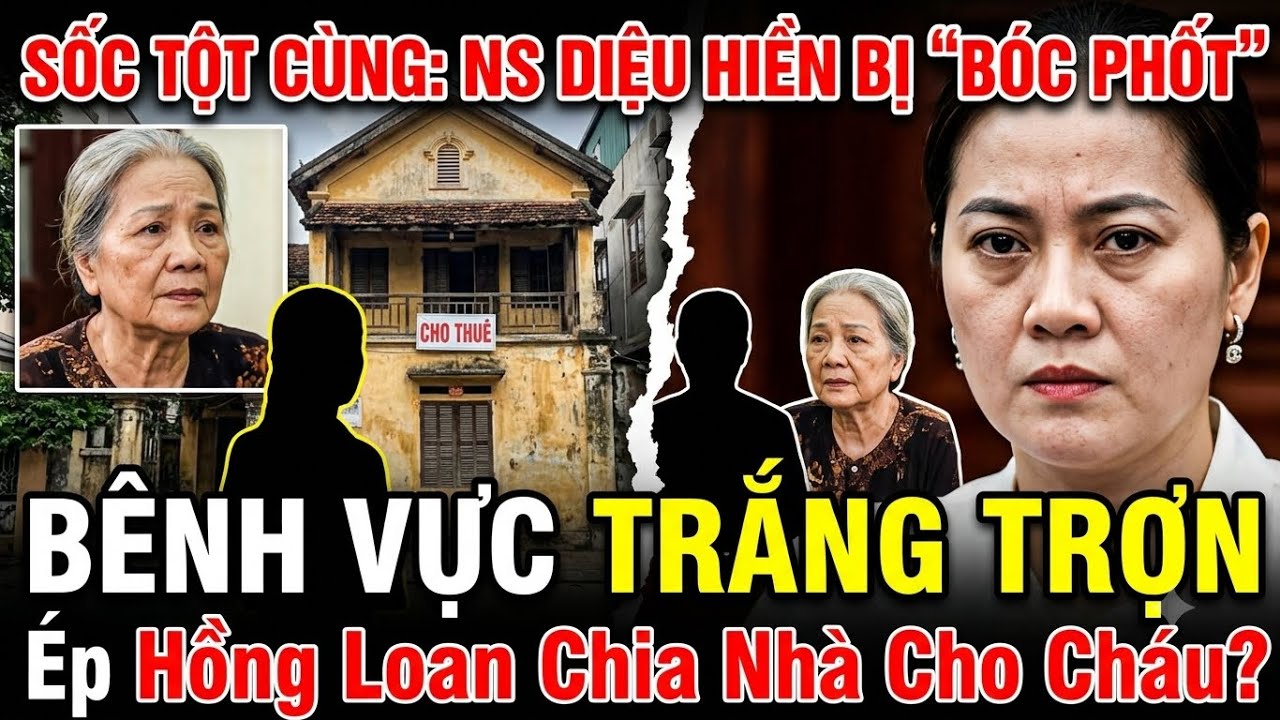 SỐC TỘT CÙNG: NS DIỆU HIỀN BỊ “BÓC PHỐT”
CHO THUÊ
BÊNH VỰC TRẮNG TRỢN
Ép Hồng Loan Chia Nhà Cho Cháu?